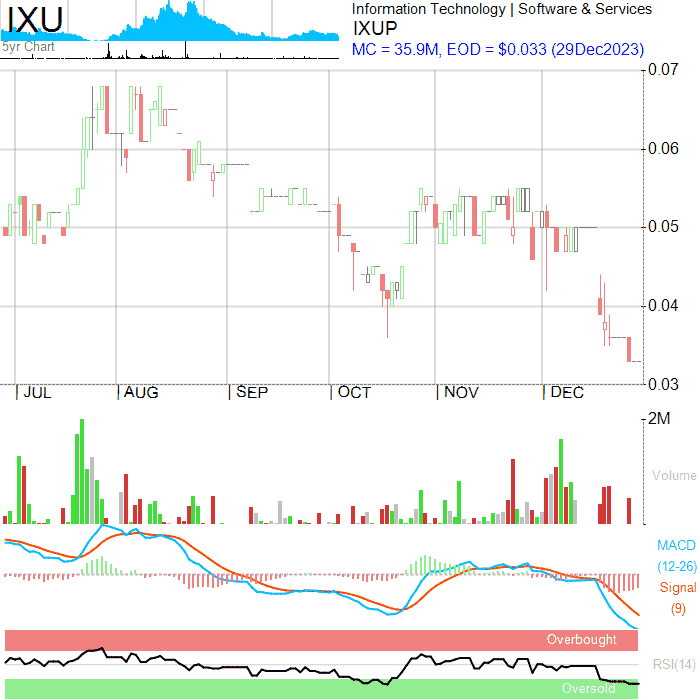 IXU
5yr Chart
Information Technology | Software & Services
IXUP
MC = 35.9M, EOD = $0.033 (29Dec2023)
0.07
0.06
0.05
0.04
0.03
| JUL | AUG | SEP | OCT | NOV | DEC
2M
Volume
MACD
(12-26)
Signal
(9)
Overbought
RSI(14)
Oversold